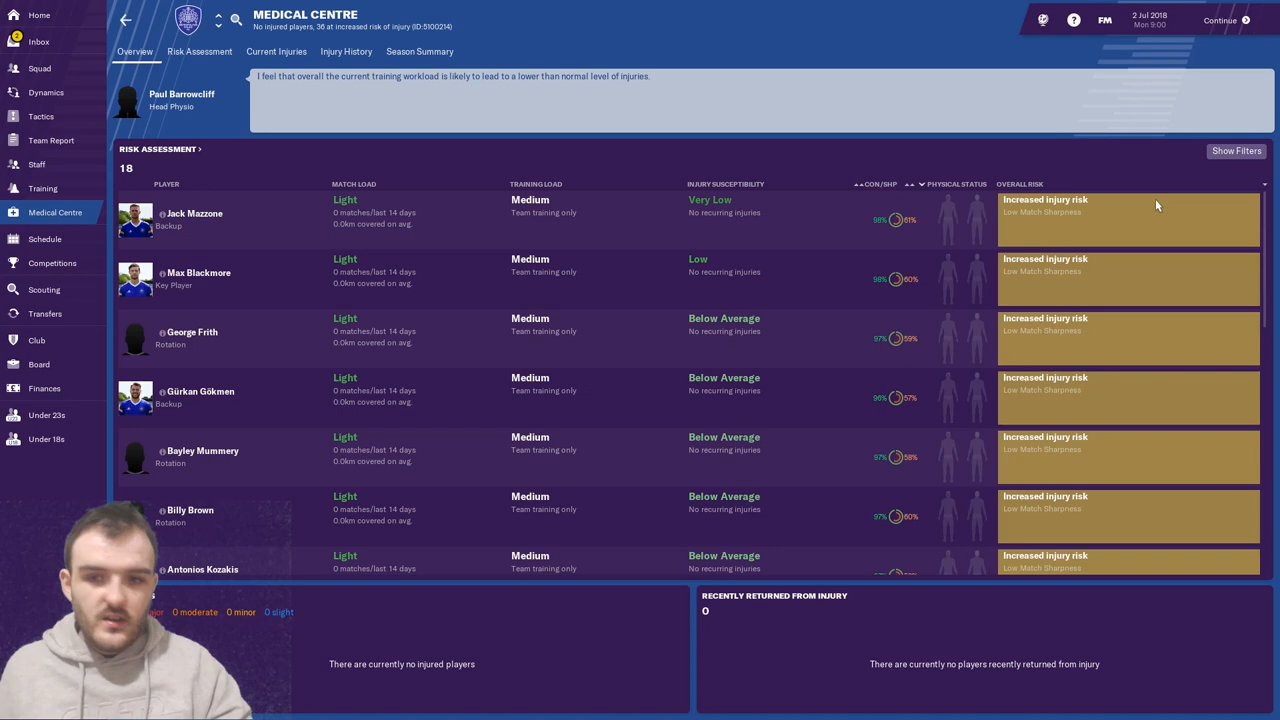 Home
2
Inbox
Squad
Dynamics
Tactics
Team Report
Staff
Training
Medical Centre
Schedule
Competitions
Scouting
Transfers
Club
Board
Finances
Under 23s
Under 18s
MEDICAL CENTRE
No injured players, 36 at increased risk of injury (ID:5100214)
? FM 2 Jul 2018 Continue
Mon 9:00
Overview Risk Assessment Current Injuries Injury History Season Summary
I feel that overall the current training workload is likely to lead to a lower than normal level of injuries.
Paul Barrowcliff
Head Physio
RISK ASSESSMENT >
18
Show Filters
PLAYER MATCH LOAD TRAINING LOAD INJURY SUSCEPTIBILITY CON/SHP PHYSICAL STATUS OVERALL RISK
Jack Mazzone
Backup
Light
0 matches/last 14 days
0.0km covered on avg.
Medium
Team training only
Very Low
No recurring injuries
98% 61%
Increased injury risk
Low Match Sharpness
Max Blackmore
Key Player
Light
0 matches/last 14 days
0.0km covered on avg.
Medium
Team training only
Low
No recurring injuries
98% 60%
Increased injury risk
Low Match Sharpness
George Frith
Rotation
Light
0 matches/last 14 days
0.0km covered on avg.
Medium
Team training only
Below Average
No recurring injuries
97% 59%
Increased injury risk
Low Match Sharpness
Gürkan Gökmen
Backup
Light
0 matches/last 14 days
0.0km covered on avg.
Medium
Team training only
Below Average
No recurring injuries
96% 57%
Increased injury risk
Low Match Sharpness
Bayley Mummery
Rotation
Light
0 matches/last 14 days
0.0km covered on avg.
Medium
Team training only
Below Average
No recurring injuries
97% 58%
Increased injury risk
Low Match Sharpness
Billy Brown
Rotation
Light
0 matches/last 14 days
0.0km covered on avg.
Medium
Team training only
Below Average
No recurring injuries
97% 60%
Increased injury risk
Low Match Sharpness
Antonios Kozakis
Light
0 matches/last 14 days
Medium
Team training only
Below Average
No recurring injuries
Increased injury risk
Low Match Sharpness
0 moderate 0 minor 0 slight
There are currently no injured players
RECENTLY RETURNED FROM INJURY
0
There are currently no players recently returned from injury